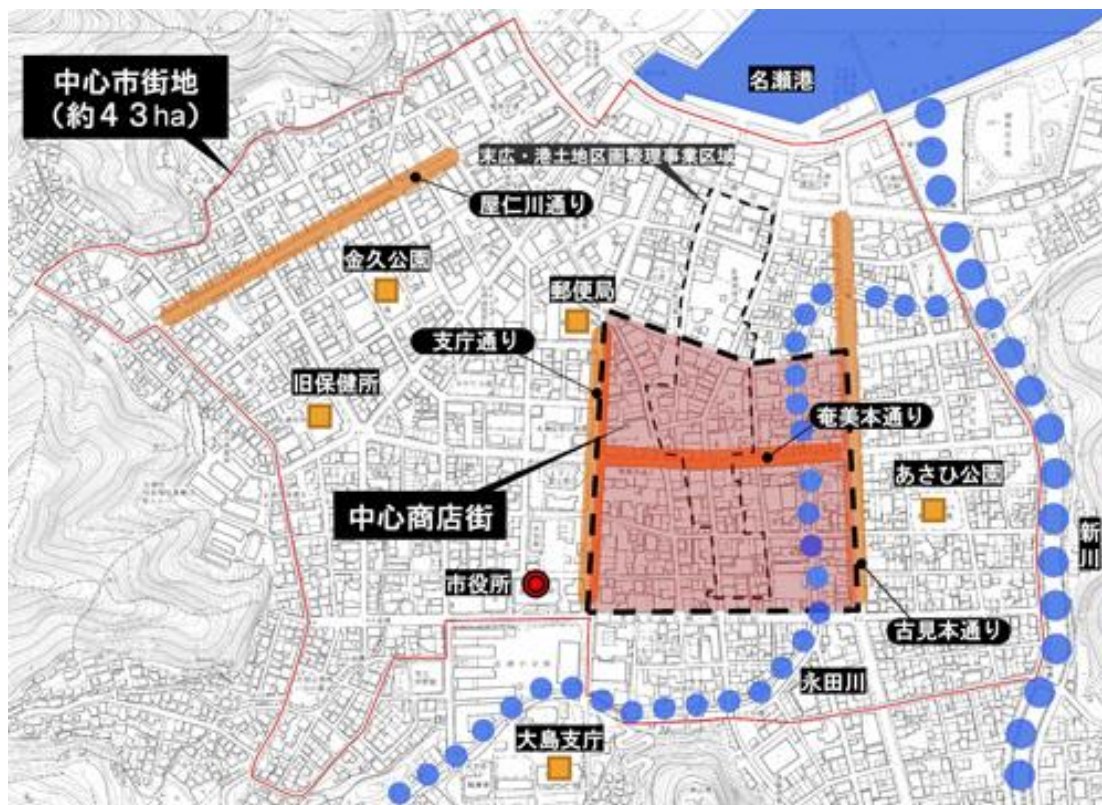 中心市街地
(約43ha)
名瀬港
末広・港土地区画整理事業区域
屋仁川通り
金久公園
郵便局
支庁通り
旧保健所
奄美本通り
あさひ公園
中心商店街
新川
市役所
古見本通り
永田川
大島支庁